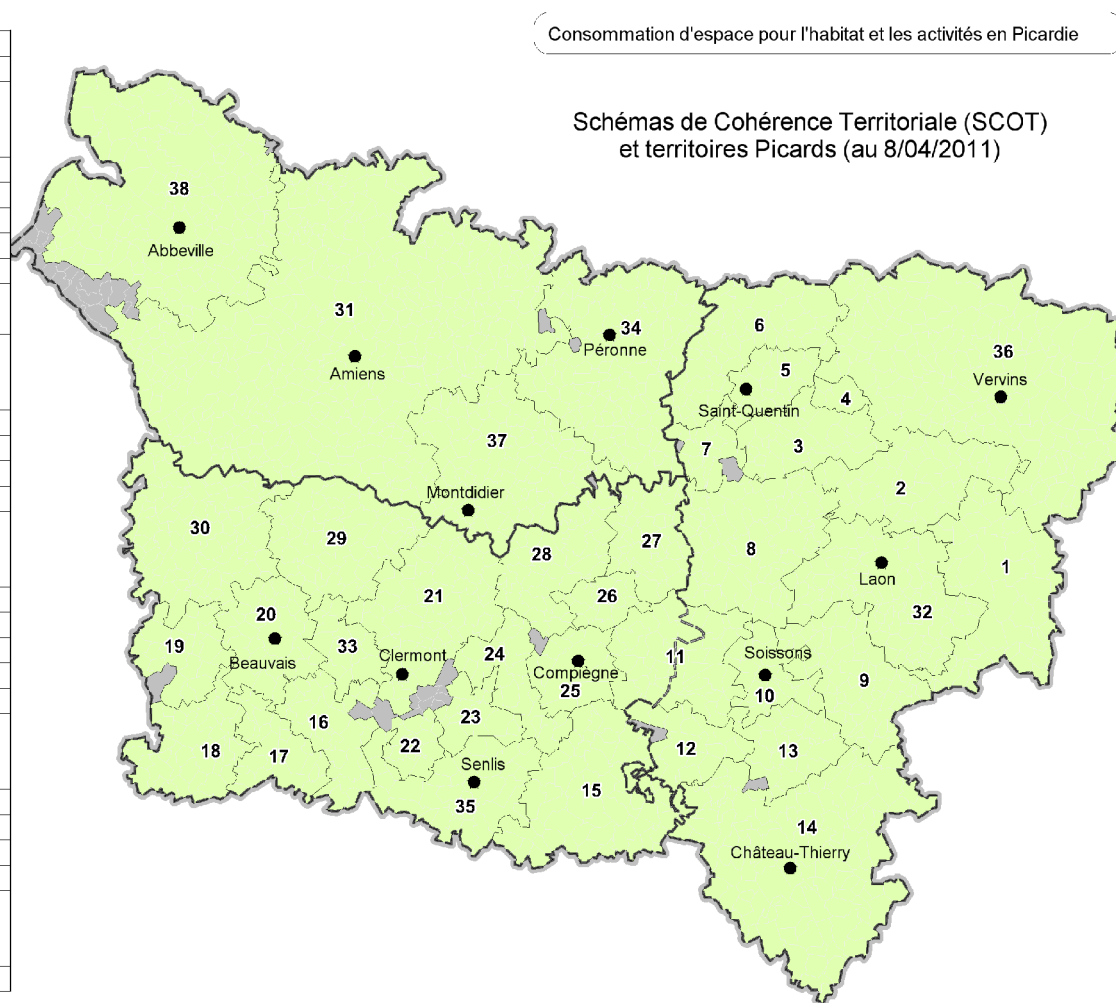 Consommation d'espace pour l'habitat et les activités en Picardie
Schémas de Cohérence Territoriale (SCOT)
et territoires Picards (au 8/04/2011)
38
Abbeville
31
Amiens
34
Péronne
6
5
Saint-Quentin
4
36
Vervins
37
7
3
Montdidier
2
30
29
28
27
8
1
Laon
21
26
32
20
19
Beauvais
33
Clermont
24
Compiègne
25
11
Soissons
10
9
16
23
18
17
22
Senlis
35
15
12
13
14
Château-Thierry